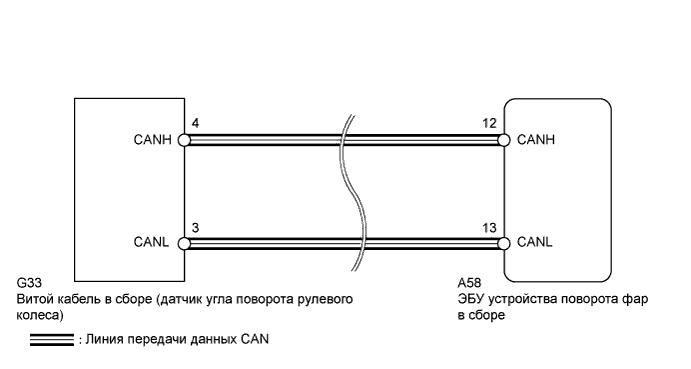 4
12
CANH
CANH
3
13
CANL
CANL
G33
Витой кабель в сборе (датчик угла поворота рулевого
колеса)
A58
ЭБУ устройства поворота фар
в сборе
: Линия передачи данных CAN